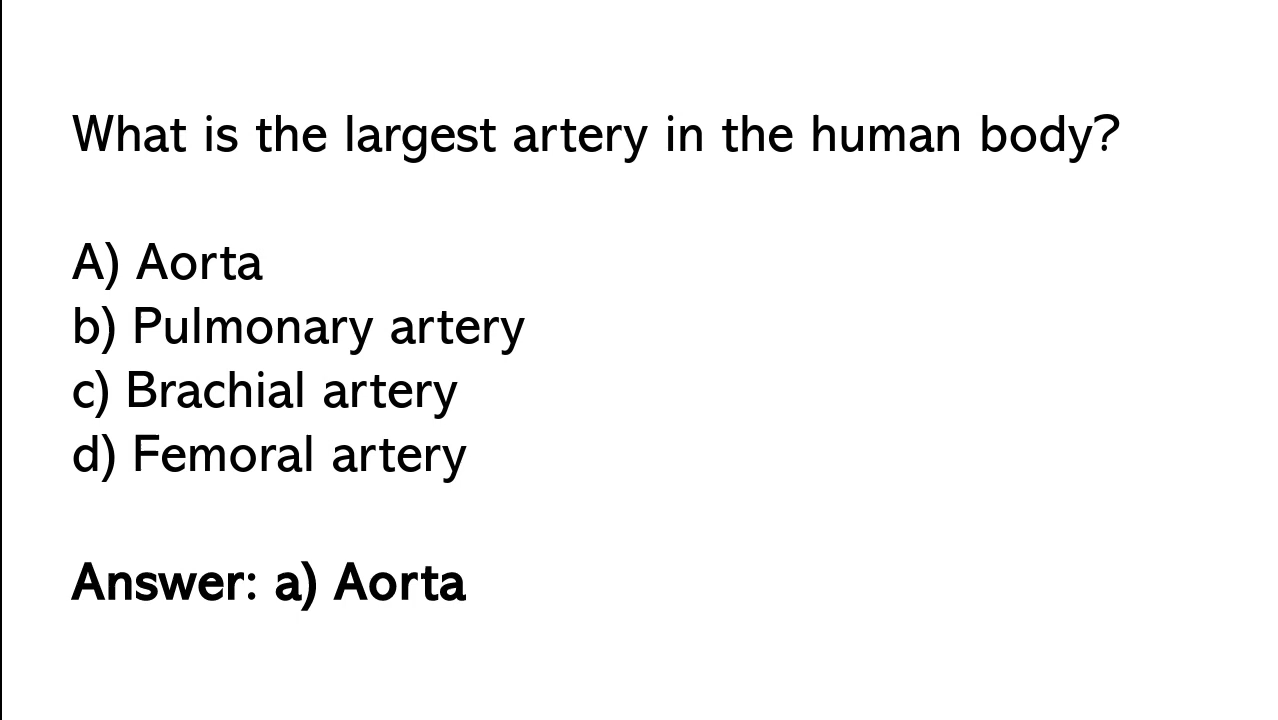 What is the largest artery in the human body?
A) Aorta
b) Pulmonary artery
c) Brachial artery
d) Femoral artery
Answer: a) Aorta